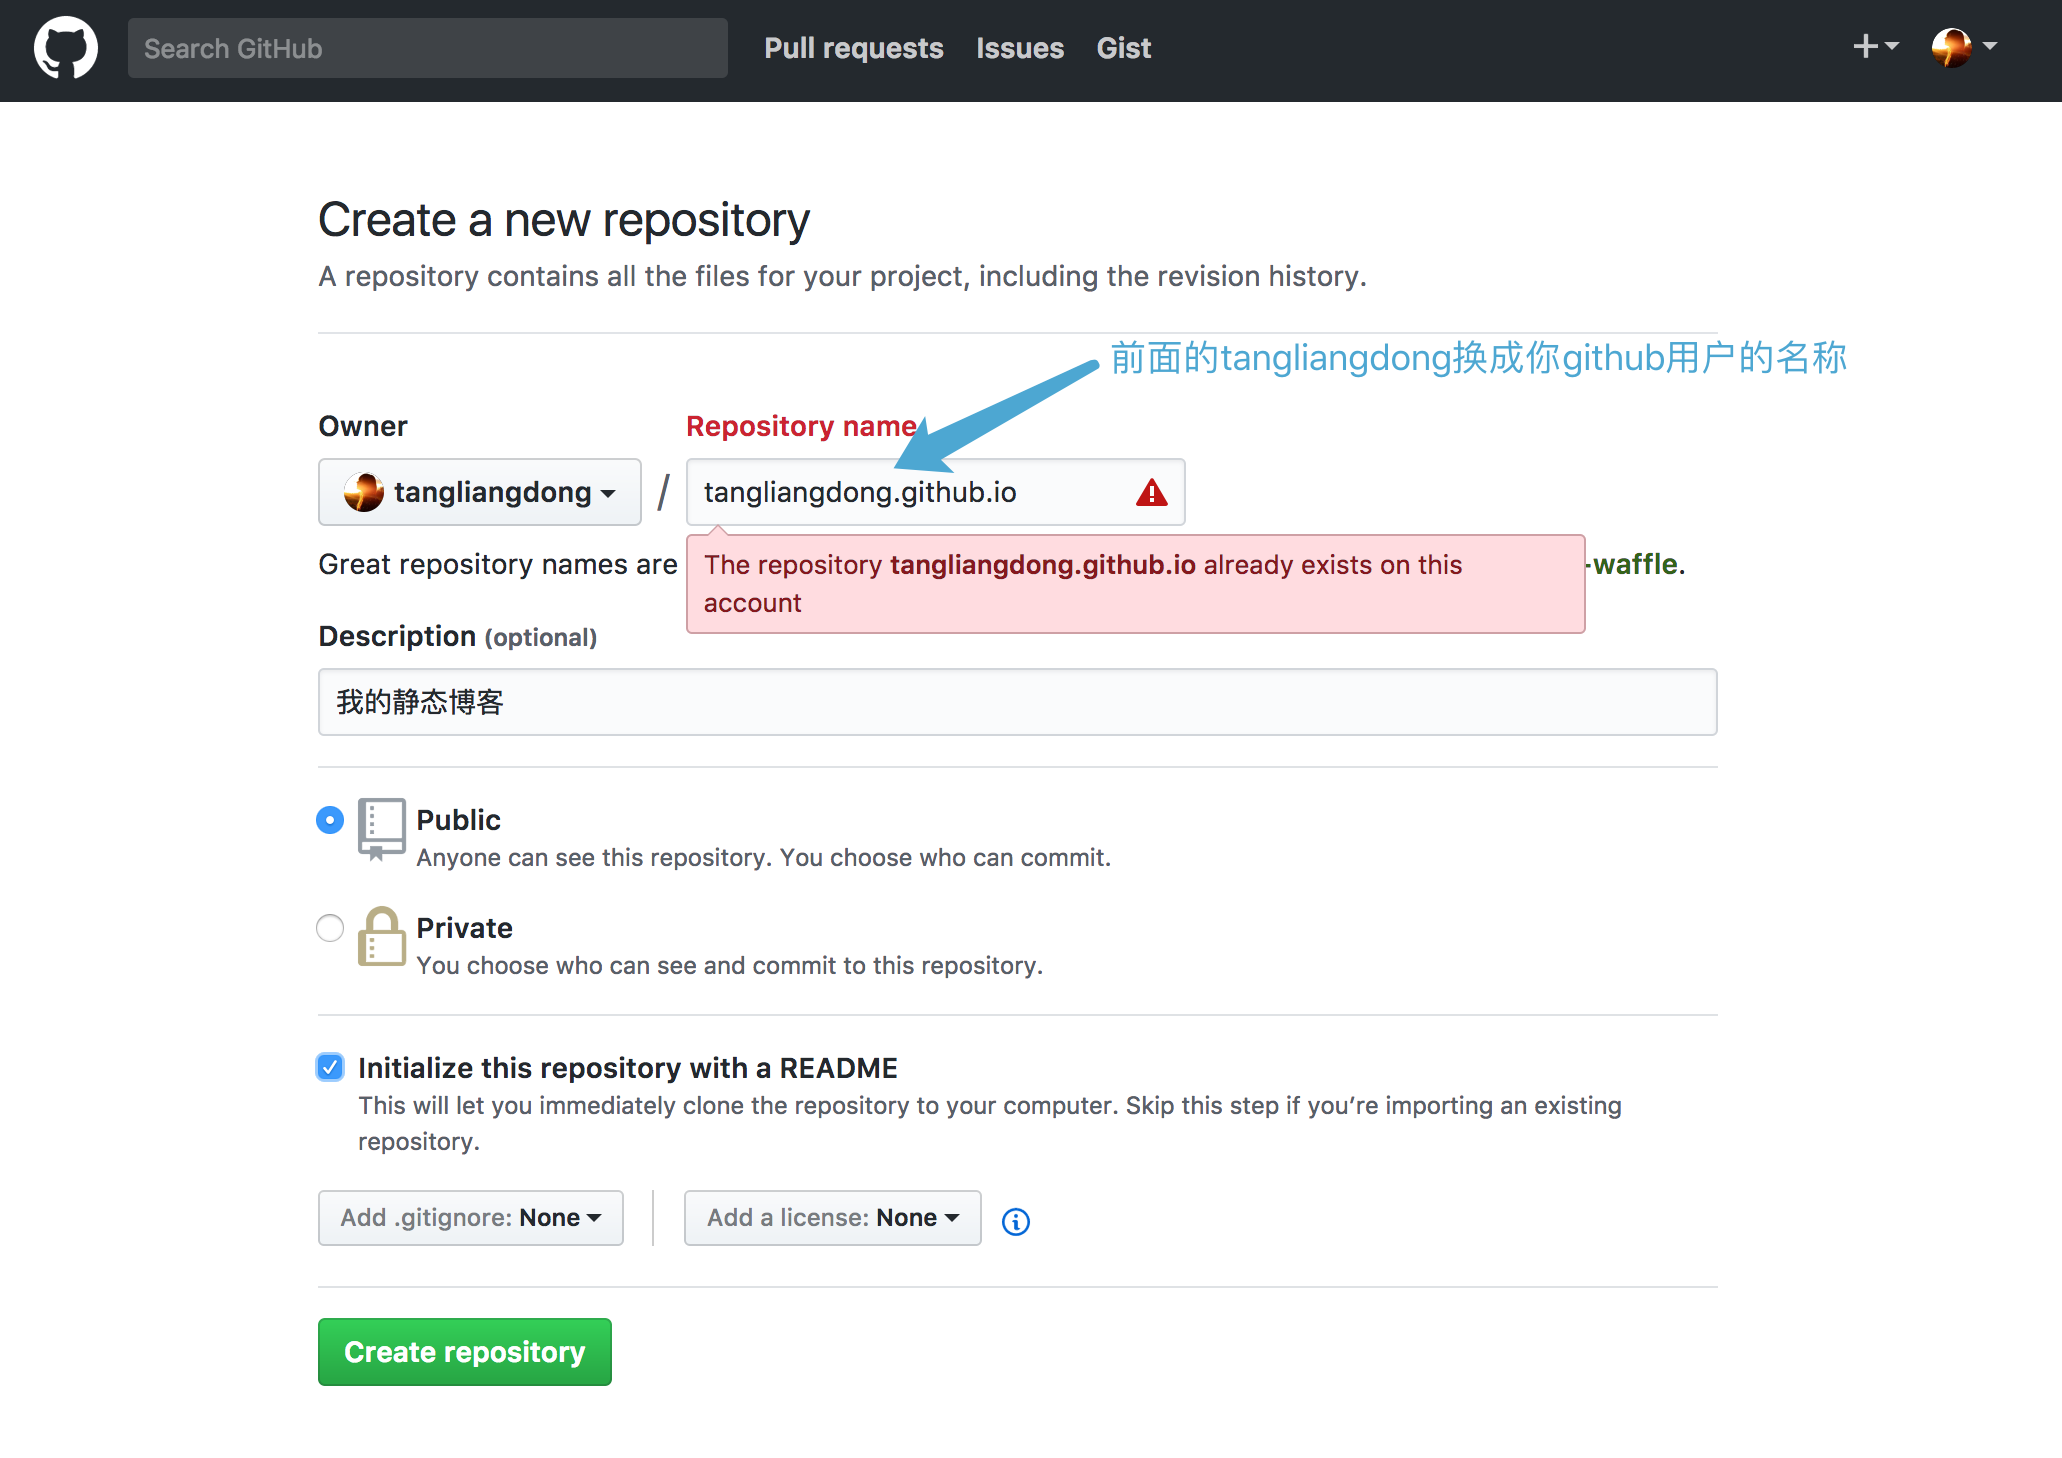 Search GitHub
Pull requests
Issues
Gist
Create a new repository
A repository contains all the files for your project, including the revision history.
前面的tangliangdong换成你github用户的名称
Owner
Repository name
tangliangdong
/
tangliangdong.github.io
Great repository names are
-waffle.
The repository tangliangdong.github.io already exists on this
account
Description (optional)
我的静态博客
Public
Anyone can see this repository. You choose who can commit.
Private
You choose who can see and commit to this repository.
Initialize this repository with a README
This will let you immediately clone the repository to your computer. Skip this step if you’re importing an existing
repository.
Add .gitignore: None
Add a license: None
Create repository